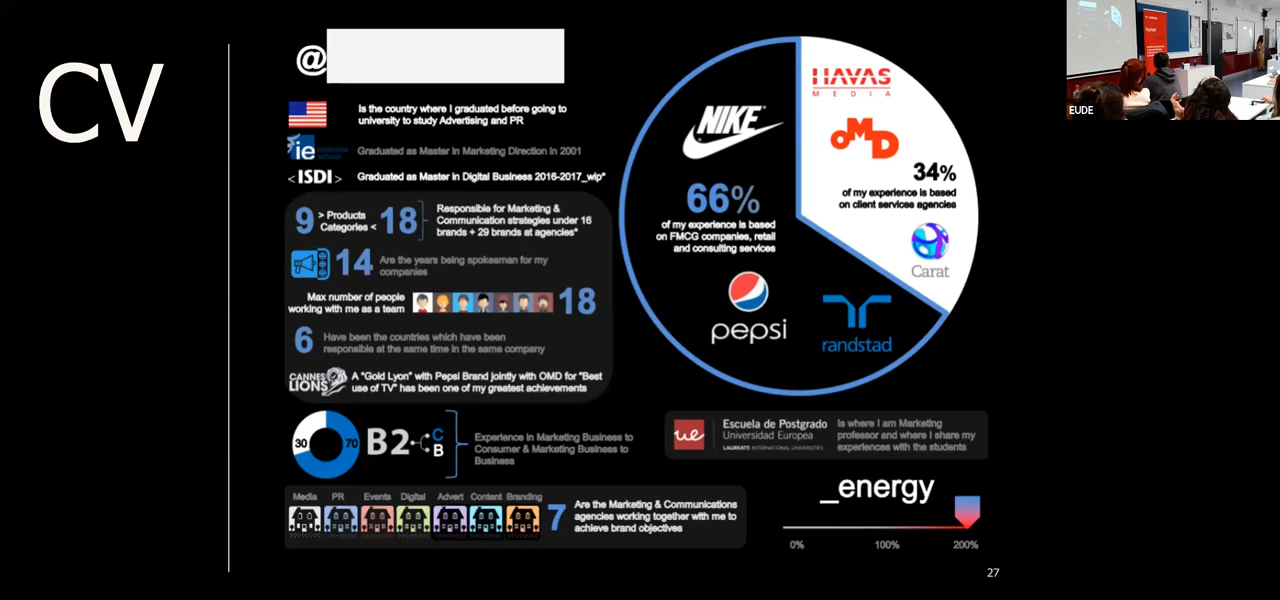 CV
@
Is the country where I graduated before going to
university to study Advertising and PR
ie
Graduated as Master in Marketing Direction in 2001
<ISDI>
Graduated as Master in Digital Business 2016-2017_wip*
9 > Products
Categories < 18
Responsible for Marketing &
Communication strategies under 16
brands + 29 brands at agencies*
14
Are the years being spokesman for my
companies
Max number of people
working with me as a team
18
6
Have been the countries which have been
responsible at the same time in the same company
CANNES
LIONS
A "Gold Lyon" with Pepsi Brand jointly with OMD for "Best
use of TV" has been one of my greatest achievements
30 70
B2 C
B
Experience in Marketing Business to
Consumer & Marketing Business to
Business
Media PR Events Digital Advert Content Branding
7
Are the Marketing & Communications
agencies working together with me to
achieve brand objectives
NIKE
66%
of my experience is based
on FMCG companies, retail
and consulting services
pepsi
randstad
HAVAS
MEDIA
OMD
34%
of my experience is based
on client services agencies
Carat
ue
Escuela de Postgrado
Universidad Europea
LAUREATE INTERNATIONAL UNIVERSITIES
Is where I am Marketing
professor and where I share my
experiences with the students
_energy
0% 100% 200%
27
EUDE